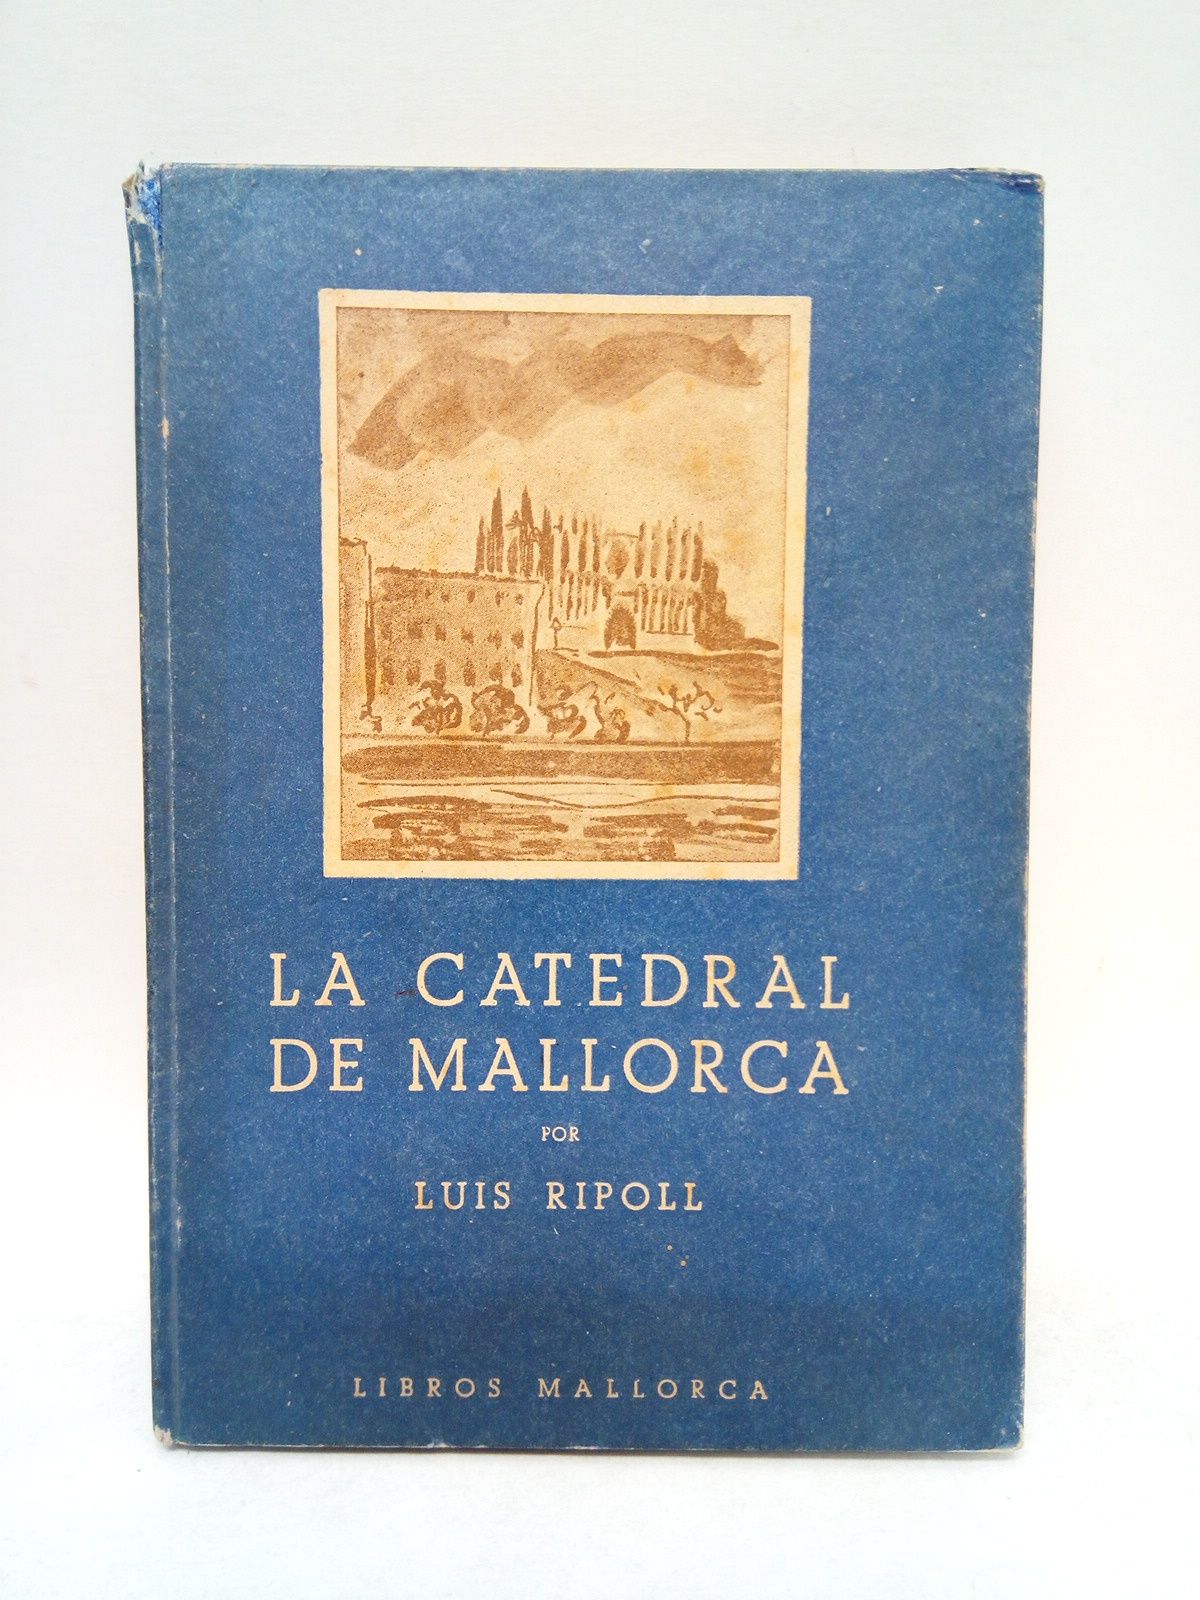 LA CATEDRAL
DE MALLORCA
POR
LUIS RIPOLL
LIBROS MALLORCA